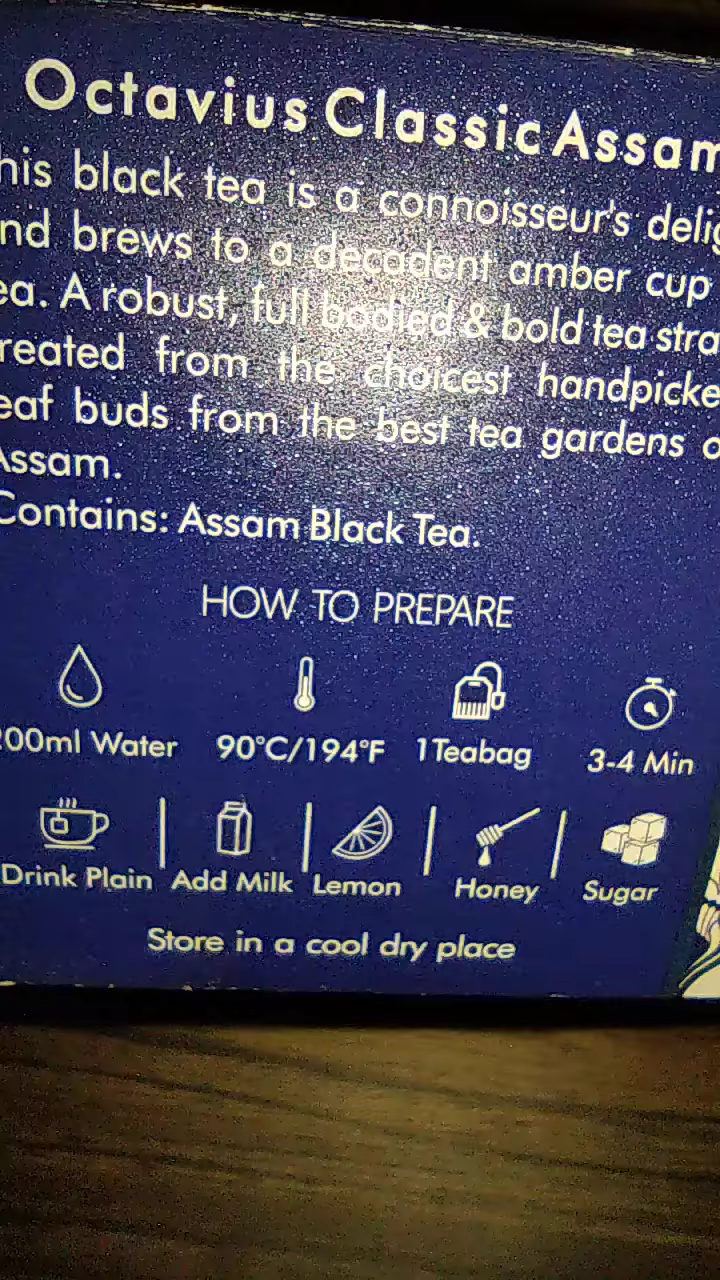 Octavius Classic Assam
his black tea is a connoisseur's delig
nd brews to a decadent amber cup
ea. A robust, full bodied & bold tea stra
reated from the choicest handpicke
eaf buds from the best tea gardens o
Assam.
Contains: Assam Black Tea.
HOW TO PREPARE
200ml Water 90°C/194°F 1 Teabag 3-4 Min
Drink Plain Add Milk Lemon Honey Sugar
Store in a cool dry place